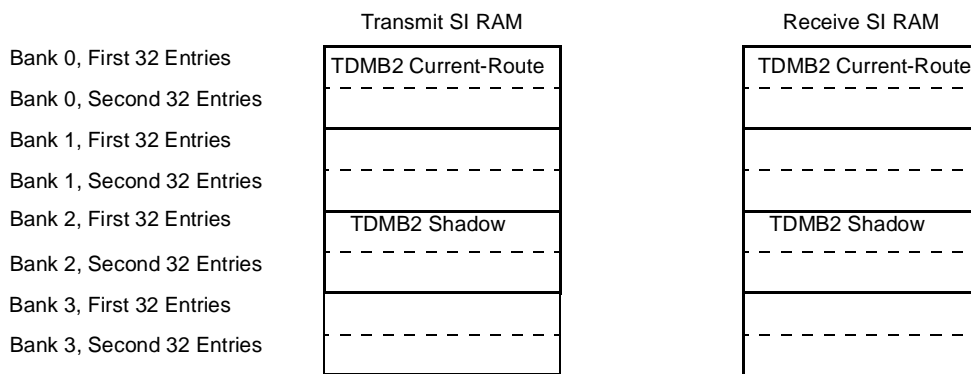 Transmit SI RAM
Receive SI RAM
Bank 0, First 32 Entries
TDMB2 Current-Route
TDMB2 Current-Route
Bank 0, Second 32 Entries
Bank 1, First 32 Entries
Bank 1, Second 32 Entries
Bank 2, First 32 Entries
TDMB2 Shadow
TDMB2 Shadow
Bank 2, Second 32 Entries
Bank 3, First 32 Entries
Bank 3, Second 32 Entries